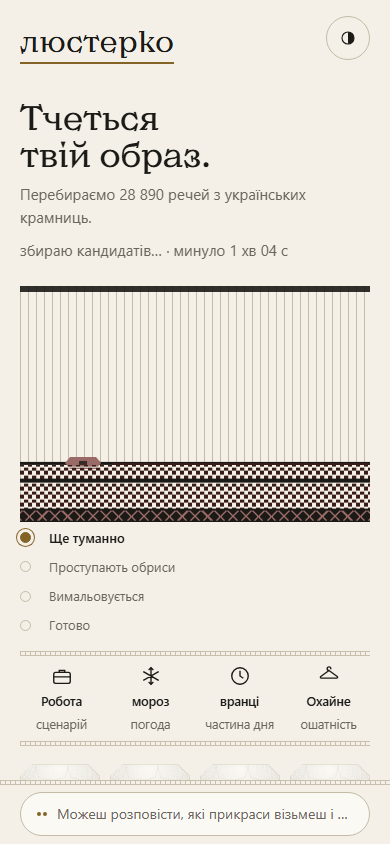 люстерко
Тчеться
твій образ.
Перебираємо 28 890 речей з українських
крамниць.
збираю кандидатів... · минуло 1 хв 04 с
Ще туманно
Проступають обриси
Вимальовується
Готово
Робота
мороз
вранці
Охайне
сценарій
погода
частина дня
ошатність
Можеш розповісти, які прикраси візьмеш і ...